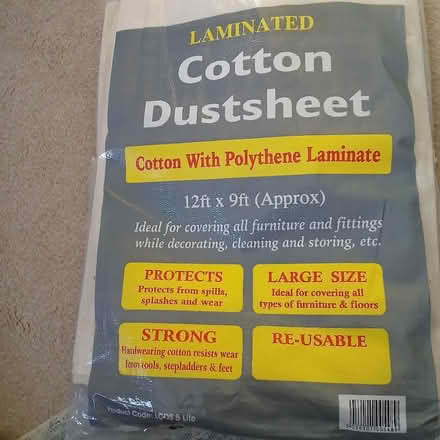 LAMINATED
Cotton
Dustsheet
Cotton With Polythene Laminate
12ft x 9ft (Approx)
Ideal for covering all furniture and fittings
while decorating, cleaning and storing, etc.
PROTECTS
Protects from spills,
splashes and wear
LARGE SIZE
Ideal for covering all
types of furniture & floors
STRONG
Hardwearing cotton resists wear
from tools, stepladders & feet
RE-USABLE
Product Code: